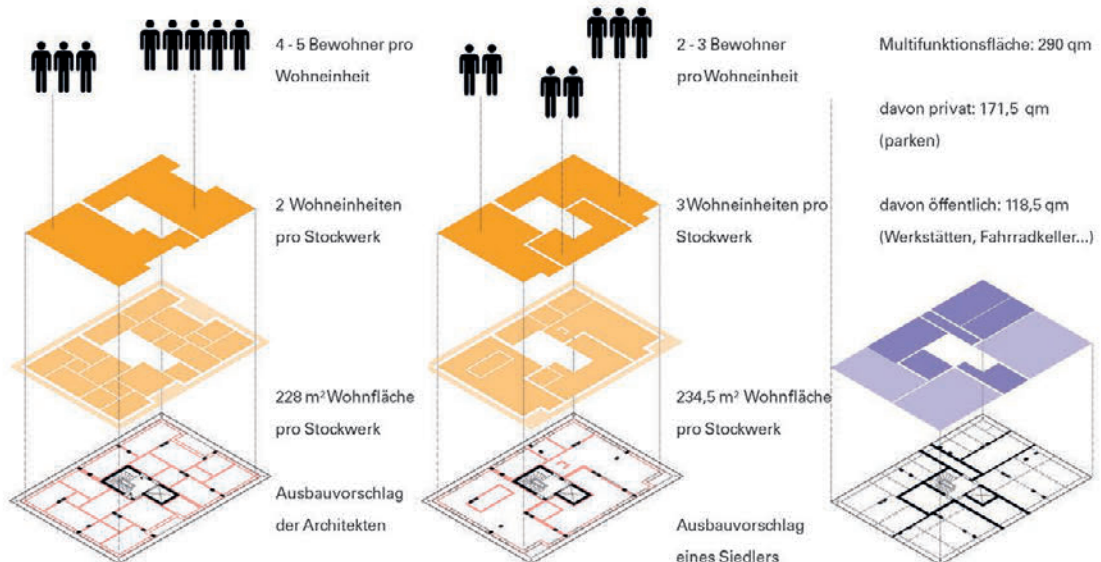 4 - 5 Bewohner pro
Wohneinheit
2 Wohneinheiten
pro Stockwerk
228 m² Wohnfläche
pro Stockwerk
Ausbauvorschlag
der Architekten
2 - 3 Bewohner
pro Wohneinheit
3 Wohneinheiten pro
Stockwerk
234,5 m² Wohnfläche
pro Stockwerk
Ausbauvorschlag
eines Siedlers
Multifunktionsfläche: 290 qm
davon privat: 171,5 qm
(parken)
davon öffentlich: 118,5 qm
(Werkstätten, Fahrradkeller...)